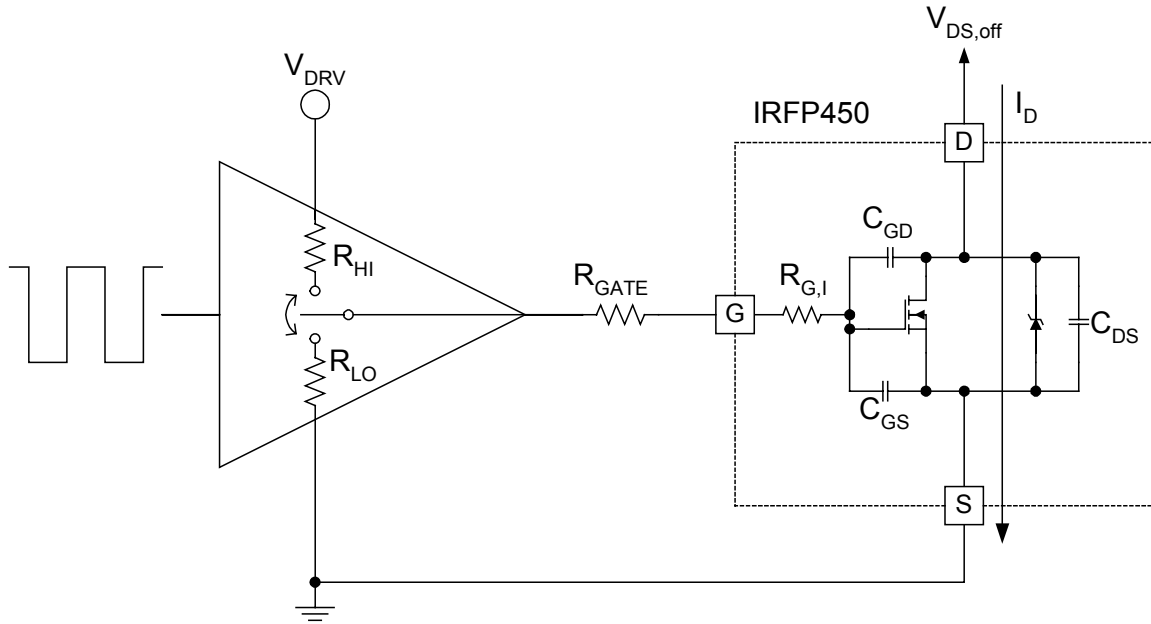 V_DS,off
V_DRV
IRFP450
I_D
D
C_GD
R_HI
R_GATE
R_G,I
G
C_DS
R_LO
C_GS
S